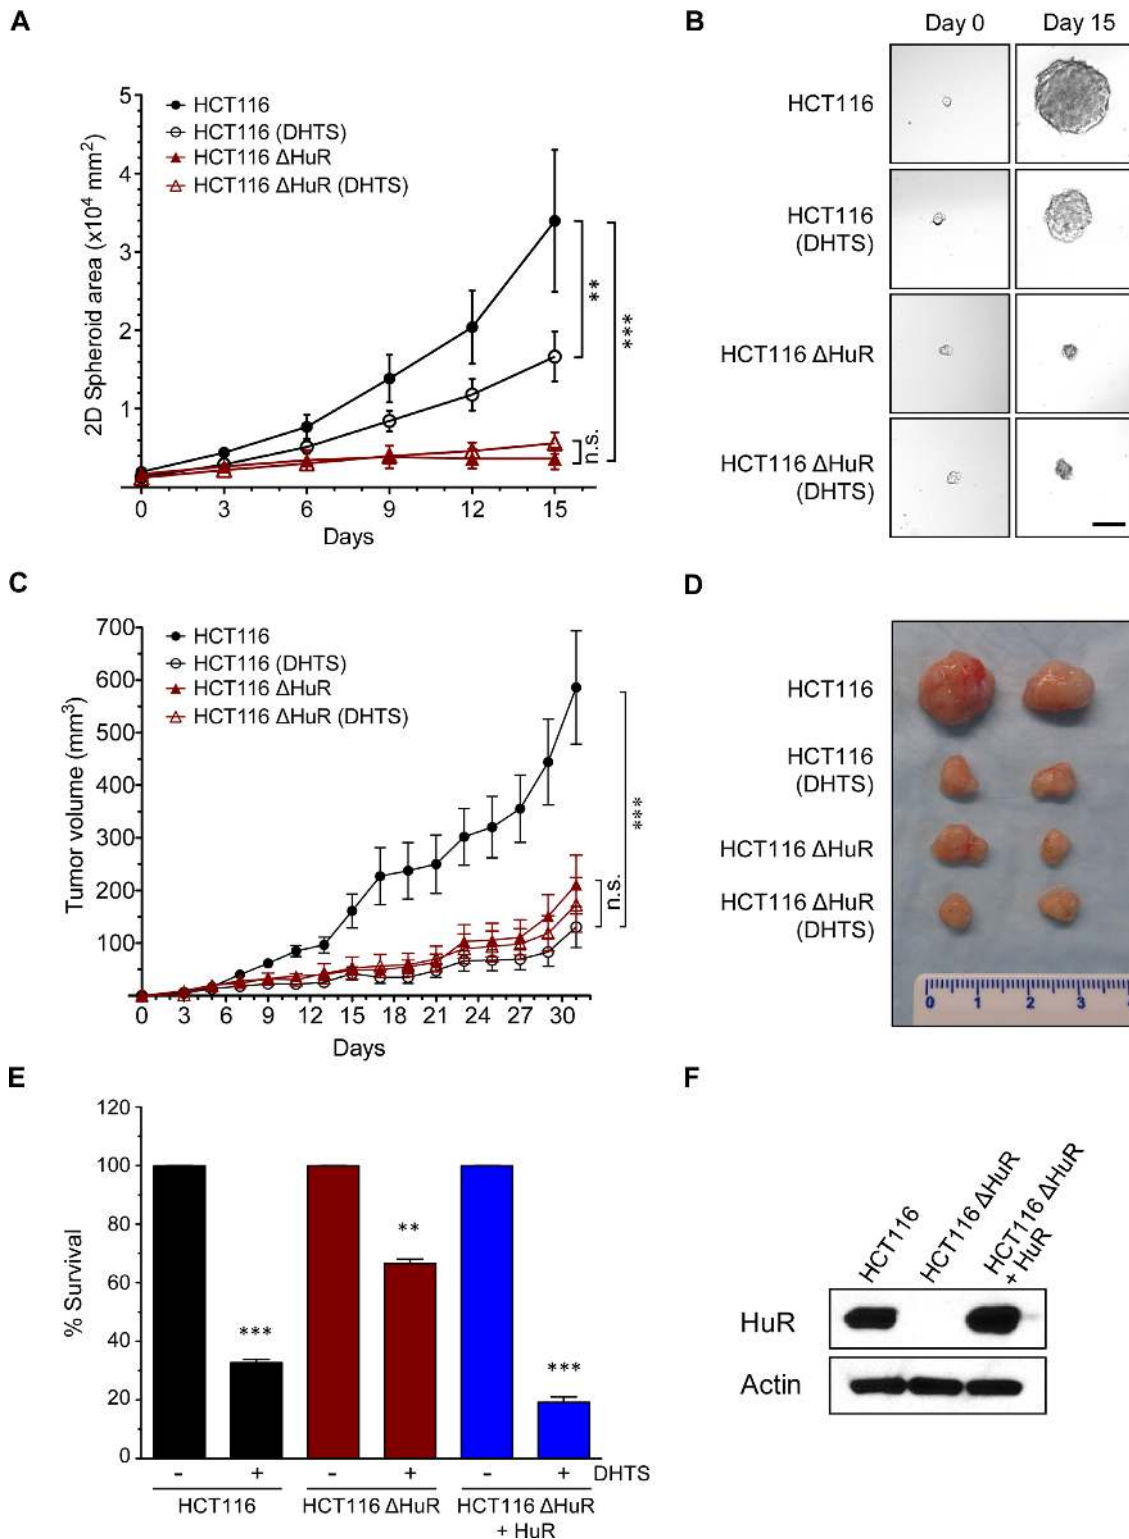 A
5
4
3
2
1
2D Spheroid area (x10⁴ mm²)
HCT116
HCT116 (DHTS)
HCT116 ΔHuR
HCT116 ΔHuR (DHTS)
**
***
n.s.
0 3 6 9 12 15
Days
B
Day 0 Day 15
HCT116
HCT116
(DHTS)
HCT116 ΔHuR
HCT116 ΔHuR
(DHTS)
C
700
600
500
400
300
200
100
Tumor volume (mm³)
HCT116
HCT116 (DHTS)
HCT116 ΔHuR
HCT116 ΔHuR (DHTS)
***
n.s.
0 3 6 9 12 15 18 21 24 27 30
Days
D
HCT116
HCT116
(DHTS)
HCT116 ΔHuR
HCT116 ΔHuR
(DHTS)
0 1 2 3
E
120
100
80
60
40
20
0
% Survival
***
**
***
- + - + - + DHTS
HCT116 HCT116 ΔHuR HCT116 ΔHuR
+ HuR
F
HCT116
HCT116 ΔHuR
HCT116 ΔHuR
+ HuR
HuR
Actin